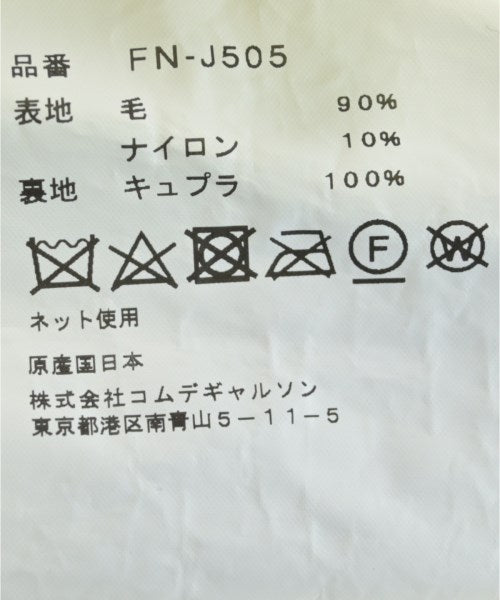 品番 FN-J505
表地 毛 90%
ナイロン 10%
裏地 キュプラ 100%
F W
ネット使用
原産国日本
株式会社コムデギャルソン
東京都港区南青山5-11-5